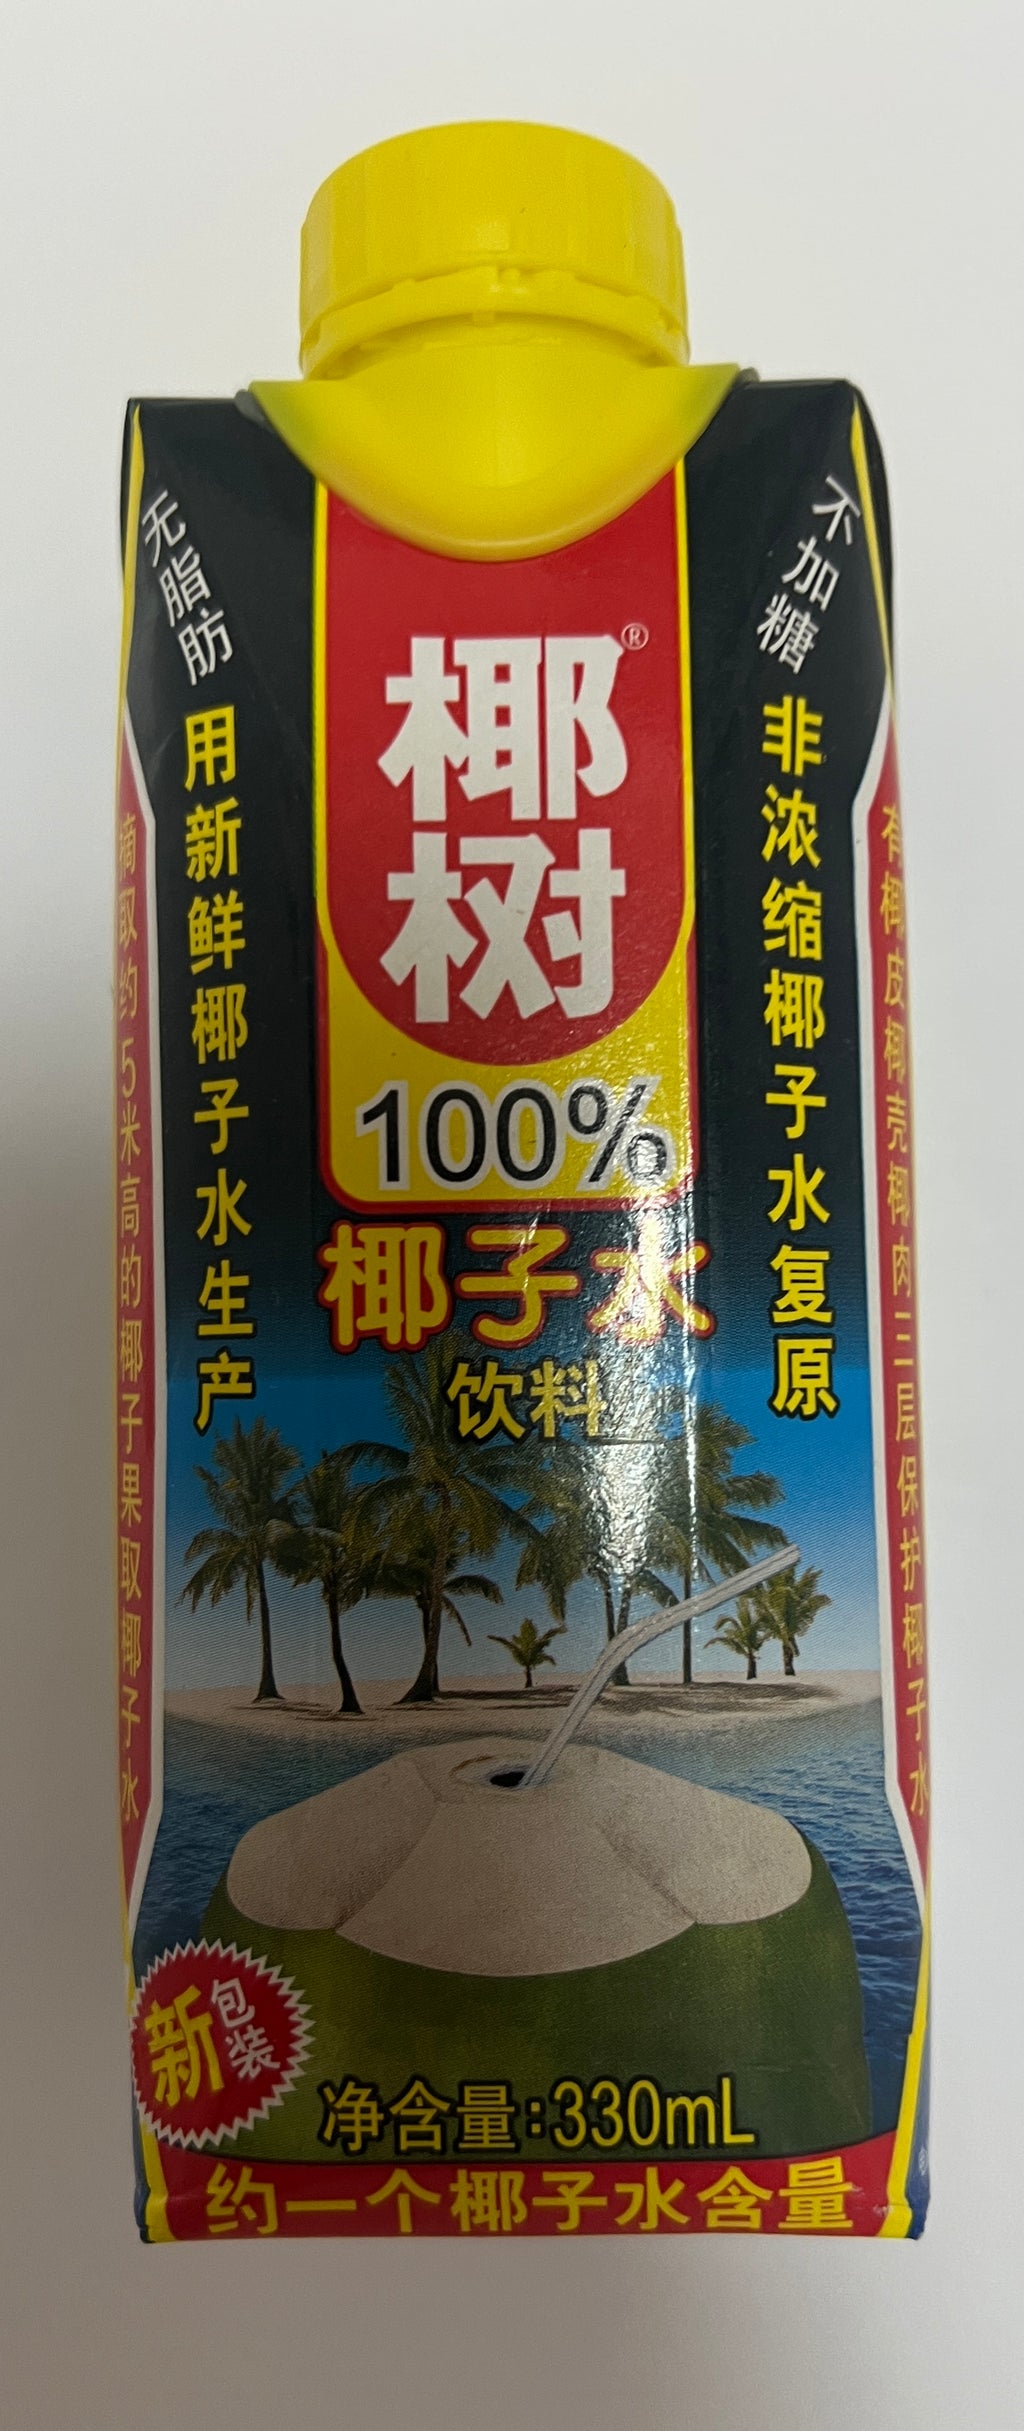 无脂肪
不加糖
椰树®
100%
椰子水
饮料
用新鲜椰子水生产
非浓缩椰子水复原
摘取约5米高的椰子果取椰子水
有椰皮椰壳椰肉三层保护椰子水
新包装
净含量:330mL
约一个椰子水含量